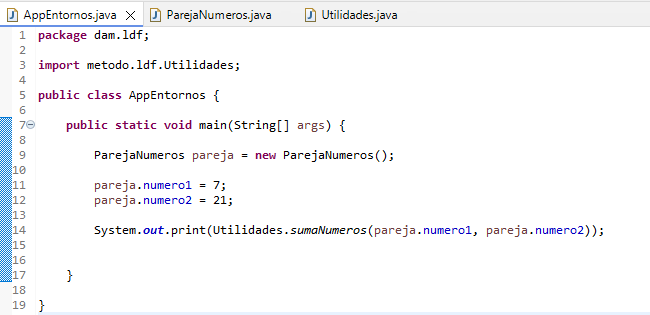 AppEntornos.java ParejaNumeros.java Utilidades.java
1 package dam.ldf;
2
3 import metodo.ldf.Utilidades;
4
5 public class AppEntornos {
6
7 public static void main(String[] args) {
8
9 ParejaNumeros pareja = new ParejaNumeros();
10
11 pareja.numero1 = 7;
12 pareja.numero2 = 21;
13
14 System.out.print(Utilidades.sumaNumeros(pareja.numero1, pareja.numero2));
15
16
17 }
18
19 }